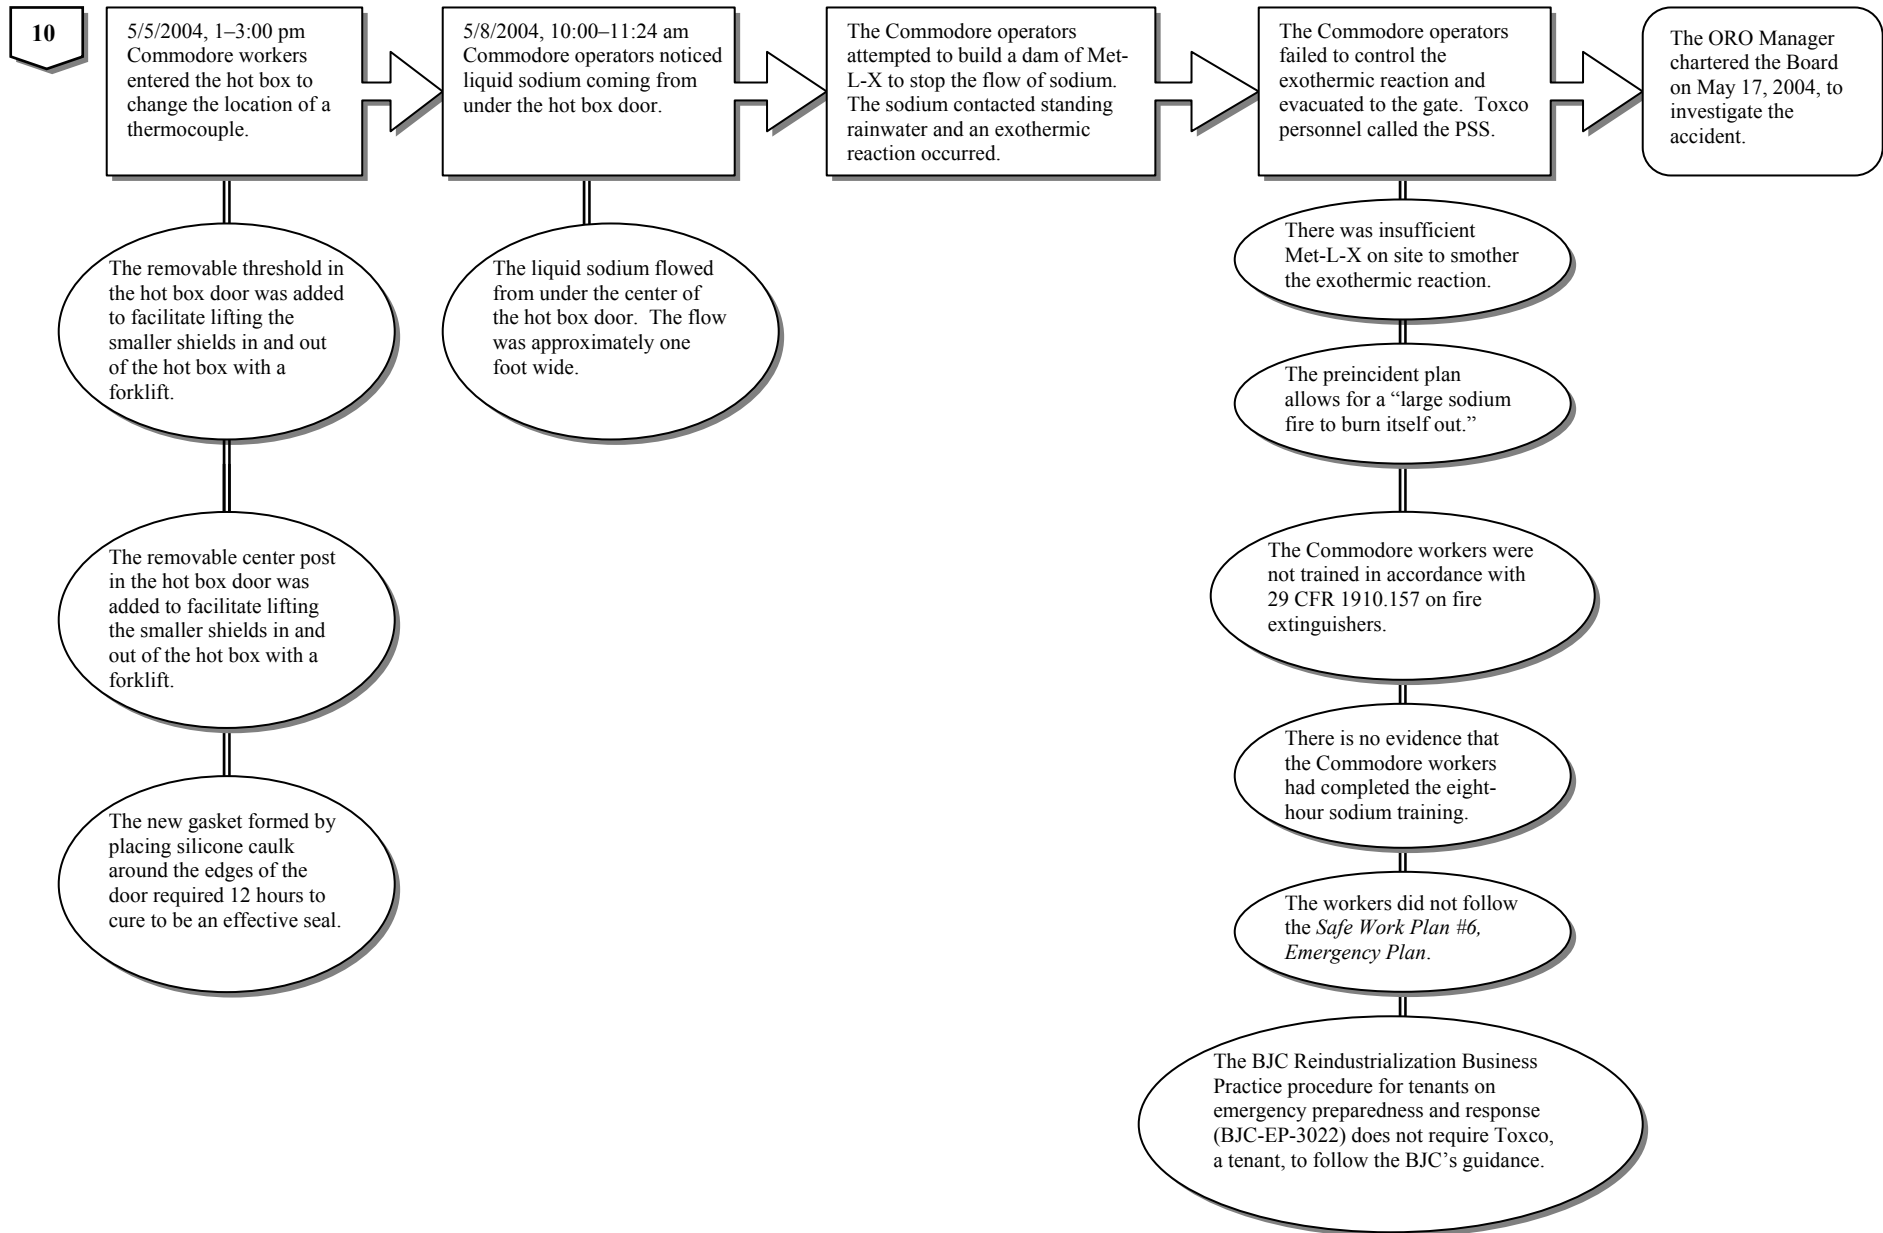 10
5/5/2004, 1–3:00 pm
Commodore workers
entered the hot box to
change the location of a
thermocouple.
5/8/2004, 10:00–11:24 am
Commodore operators noticed
liquid sodium coming from
under the hot box door.
The Commodore operators
attempted to build a dam of Met-
L-X to stop the flow of sodium.
The sodium contacted standing
rainwater and an exothermic
reaction occurred.
The Commodore operators
failed to control the
exothermic reaction and
evacuated to the gate.  Toxco
personnel called the PSS.
The ORO Manager
chartered the Board
on May 17, 2004, to
investigate the
accident.
The removable threshold in
the hot box door was added
to facilitate lifting the
smaller shields in and out
of the hot box with a
forklift.
The removable center post
in the hot box door was
added to facilitate lifting
the smaller shields in and
out of the hot box with a
forklift.
The new gasket formed by
placing silicone caulk
around the edges of the
door required 12 hours to
cure to be an effective seal.
The liquid sodium flowed
from under the center of
the hot box door.  The flow
was approximately one
foot wide.
There was insufficient
Met-L-X on site to smother
the exothermic reaction.
The preincident plan
allows for a “large sodium
fire to burn itself out.”
The Commodore workers were
not trained in accordance with
29 CFR 1910.157 on fire
extinguishers.
There is no evidence that
the Commodore workers
had completed the eight-
hour sodium training.
The workers did not follow
the Safe Work Plan #6,
Emergency Plan.
The BJC Reindustrialization Business
Practice procedure for tenants on
emergency preparedness and response
(BJC-EP-3022) does not require Toxco,
a tenant, to follow the BJC’s guidance.